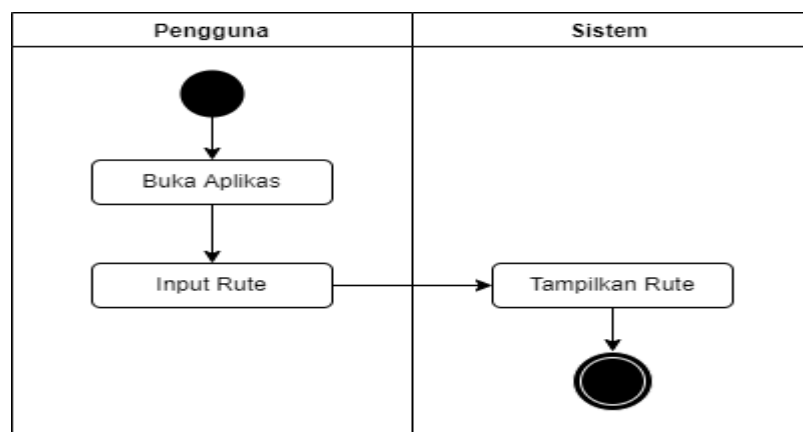 Pengguna
Sistem
Buka Aplikas
Input Rute
Tampilkan Rute